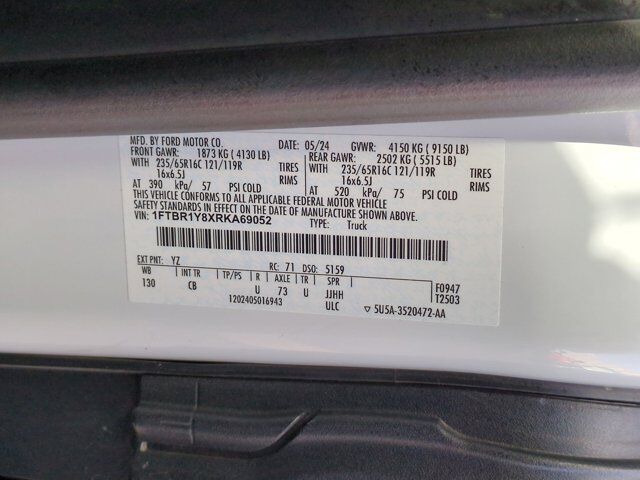 MFD. BY FORD MOTOR CO. DATE: 05/24 GVWR: 4150 KG ( 9150 LB)
FRONT GAWR: 1873 KG ( 4130 LB) REAR GAWR: 2502 KG ( 5515 LB)
WITH 235/65R16C 121/119R TIRES WITH 235/65R16C 121/119R TIRES
16x6.5J RIMS 16x6.5J RIMS
AT 390 kPa/ 57 PSI COLD AT 520 kPa/ 75 PSI COLD
THIS VEHICLE CONFORMS TO ALL APPLICABLE FEDERAL MOTOR VEHICLE
SAFETY STANDARDS IN EFFECT ON THE DATE OF MANUFACTURE SHOWN ABOVE.
VIN: 1FTBR1Y8XRKA69052 TYPE: Truck
EXT PNT: YZ RC: 71 DSO: 5159
WB INT TR TP/PS R AXLE TR SPR F0947
130 CB U 73 U JJHH T2503
1202405016943 ULC ▽ 5U5A-3520472-AA